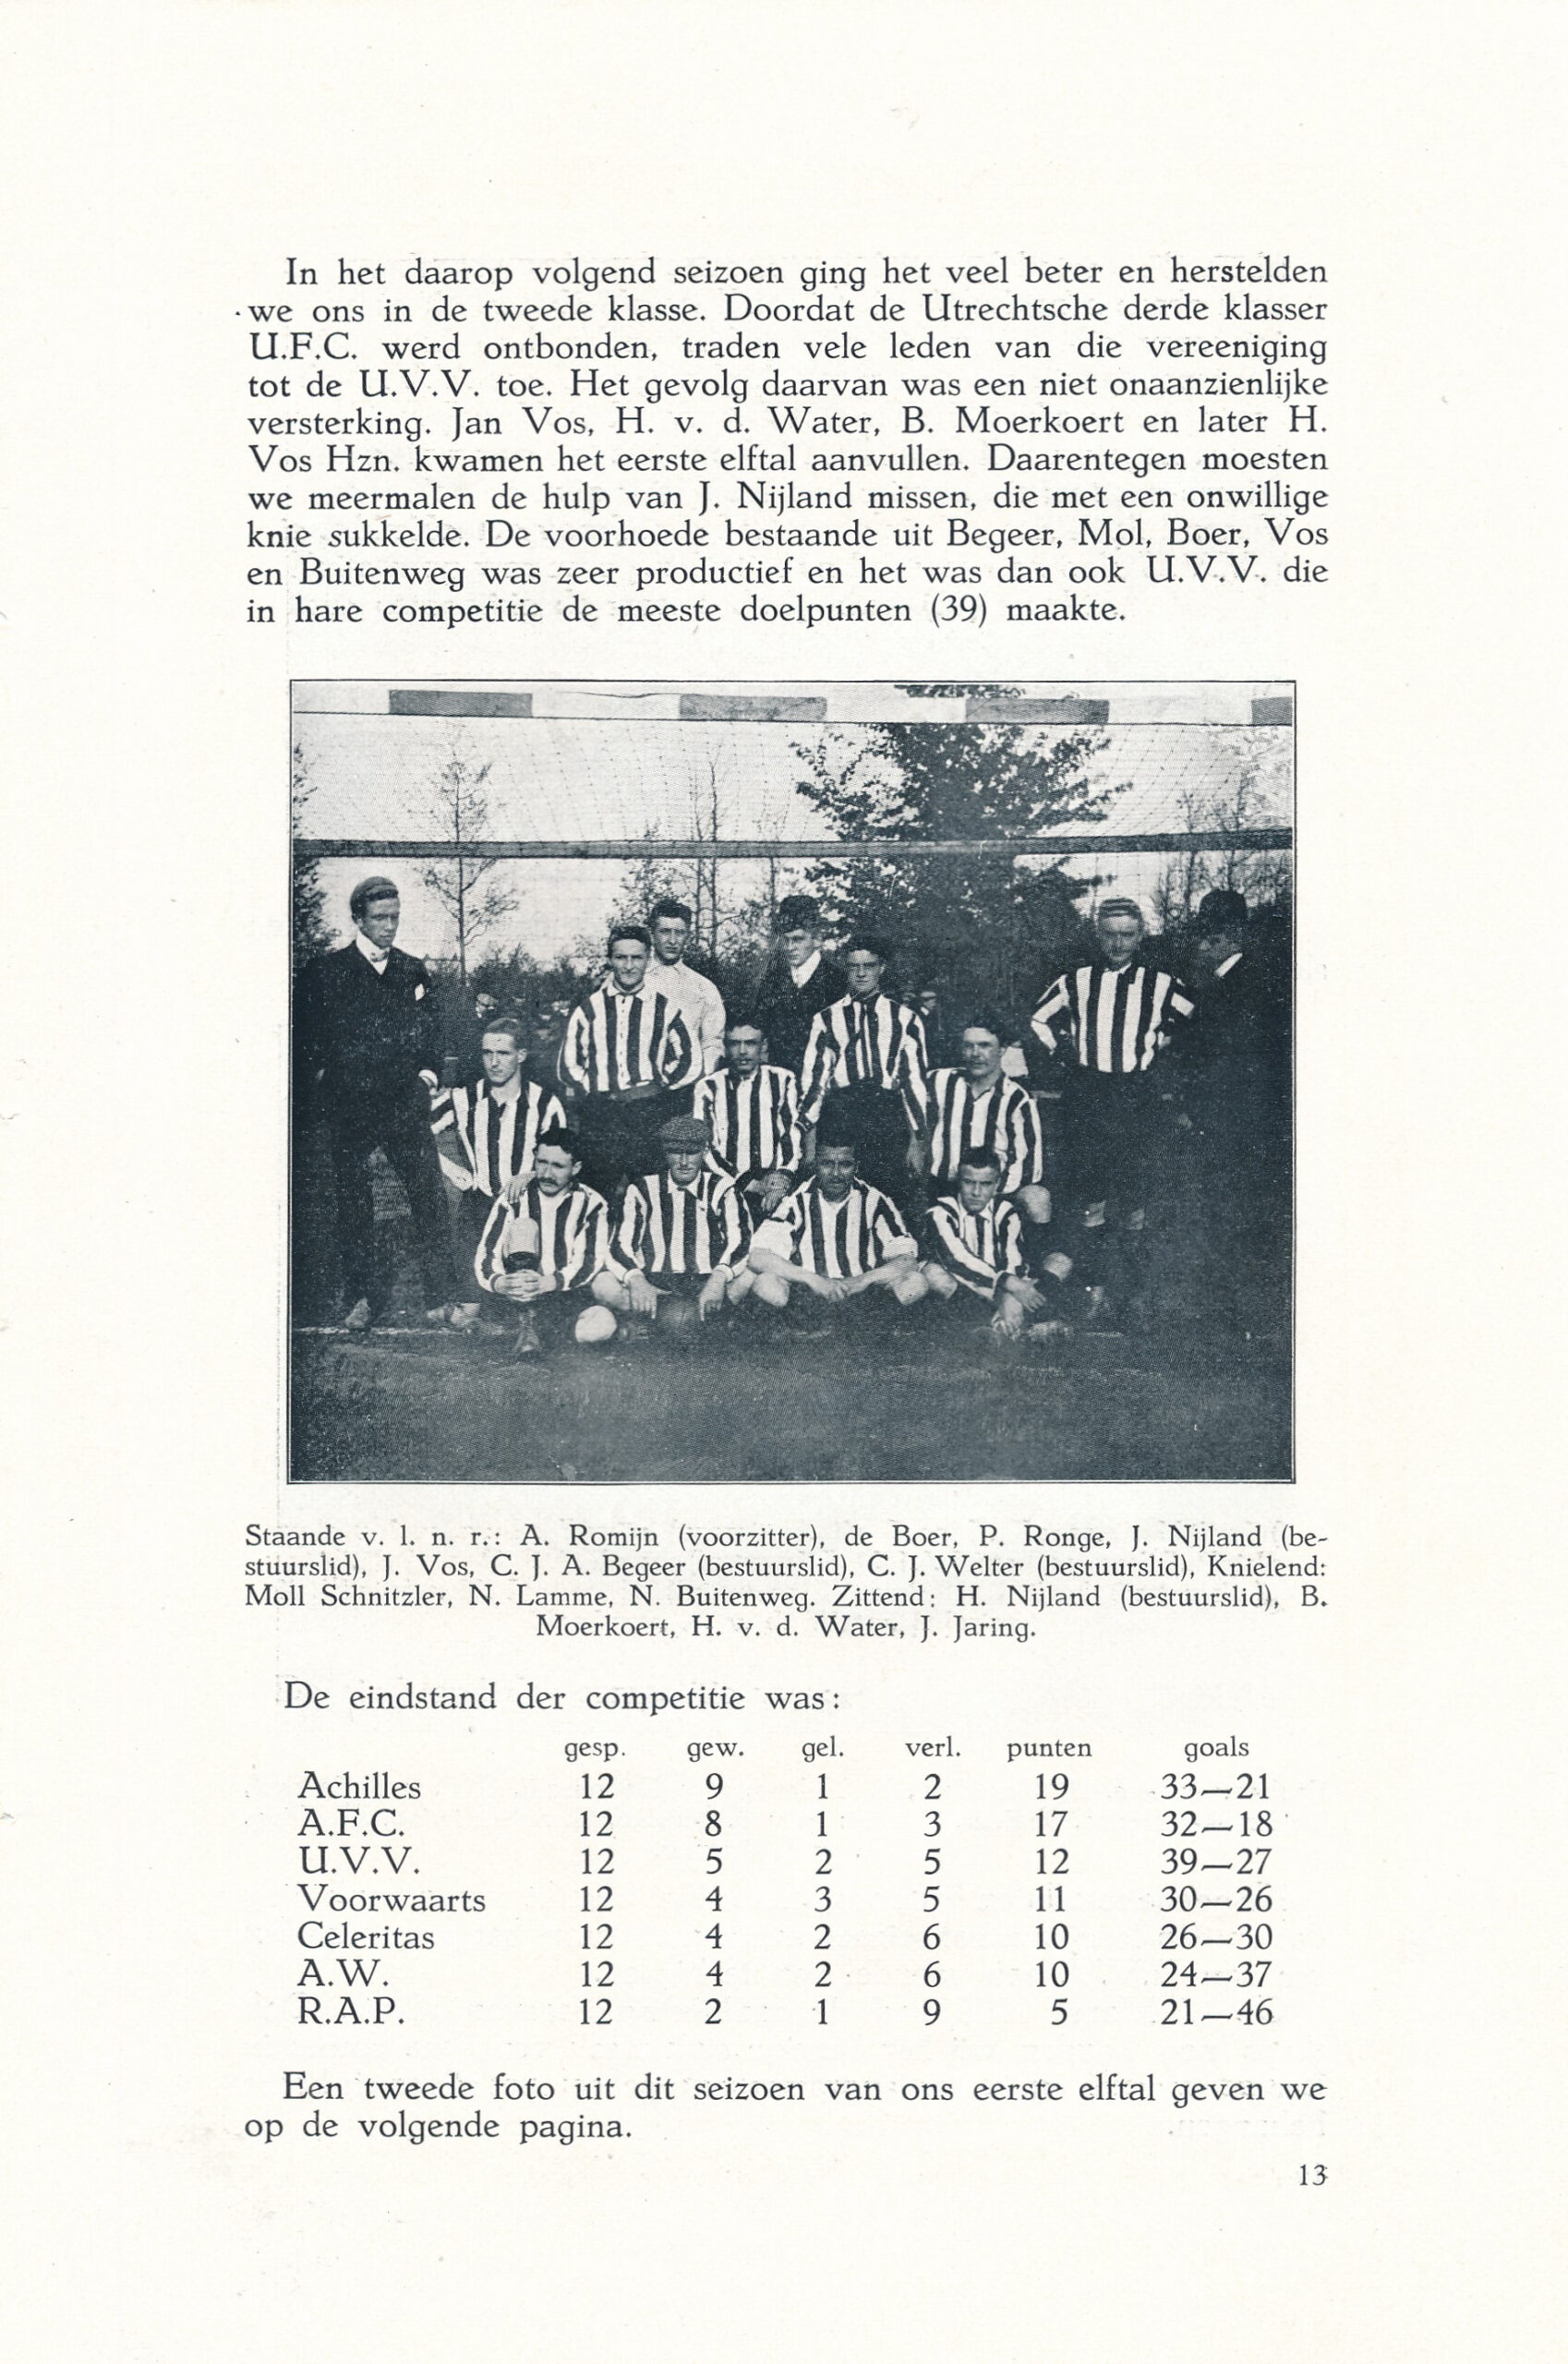 In het daarop volgend seizoen ging het veel beter en herstelden
we ons in de tweede klasse. Doordat de Utrechtsche derde klasser
U.F.C. werd ontbonden, traden vele leden van die vereeniging
tot de U.V.V. toe. Het gevolg daarvan was een niet onaanzienlijke
versterking. Jan Vos, H. v. d. Water, B. Moerkoert en later H.
Vos Hzn. kwamen het eerste elftal aanvullen. Daarentegen moesten
we meermalen de hulp van J. Nijland missen, die met een onwillige
knie sukkelde. De voorhoede bestaande uit Begeer, Mol, Boer, Vos
en Buitenweg was zeer productief en het was dan ook U.V.V. die
in hare competitie de meeste doelpunten (39) maakte.
Staande v. l. n. r.: A. Romijn (voorzitter), de Boer, P. Ronge, J. Nijland (be-
stuurslid), J. Vos, C. J. A. Begeer (bestuurslid), C. J. Welter (bestuurslid), Knielend:
Moll Schnitzler, N. Lamme, N. Buitenweg. Zittend: H. Nijland (bestuurslid), B.
Moerkoert, H. v. d. Water, J. Jaring.
De eindstand der competitie was:
gesp. gew. gel. verl. punten goals
Achilles 12 9 1 2 19 33—21
A.F.C. 12 8 1 3 17 32—18
U.V.V. 12 5 2 5 12 39—27
Voorwaarts 12 4 3 5 11 30—26
Celeritas 12 4 2 6 10 26—30
A.W. 12 4 2 6 10 24—37
R.A.P. 12 2 1 9 5 21—46
Een tweede foto uit dit seizoen van ons eerste elftal geven we
op de volgende pagina.
13